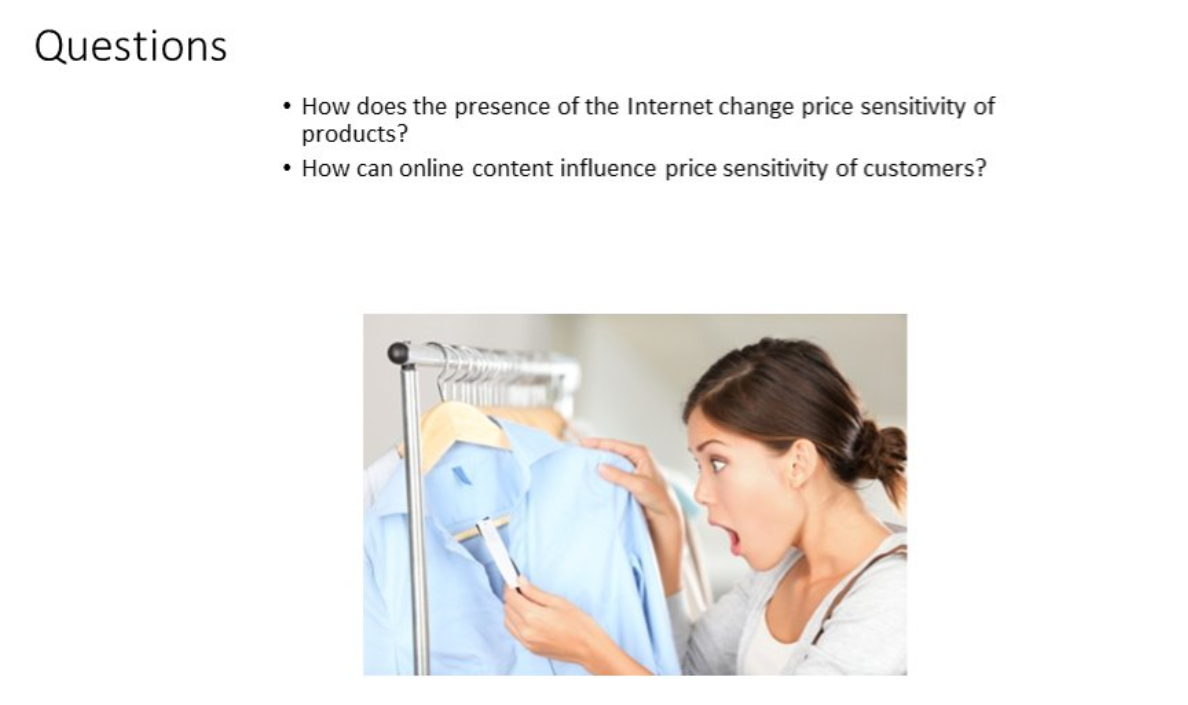 Questions
• How does the presence of the Internet change price sensitivity of
products?
• How can online content influence price sensitivity of customers?